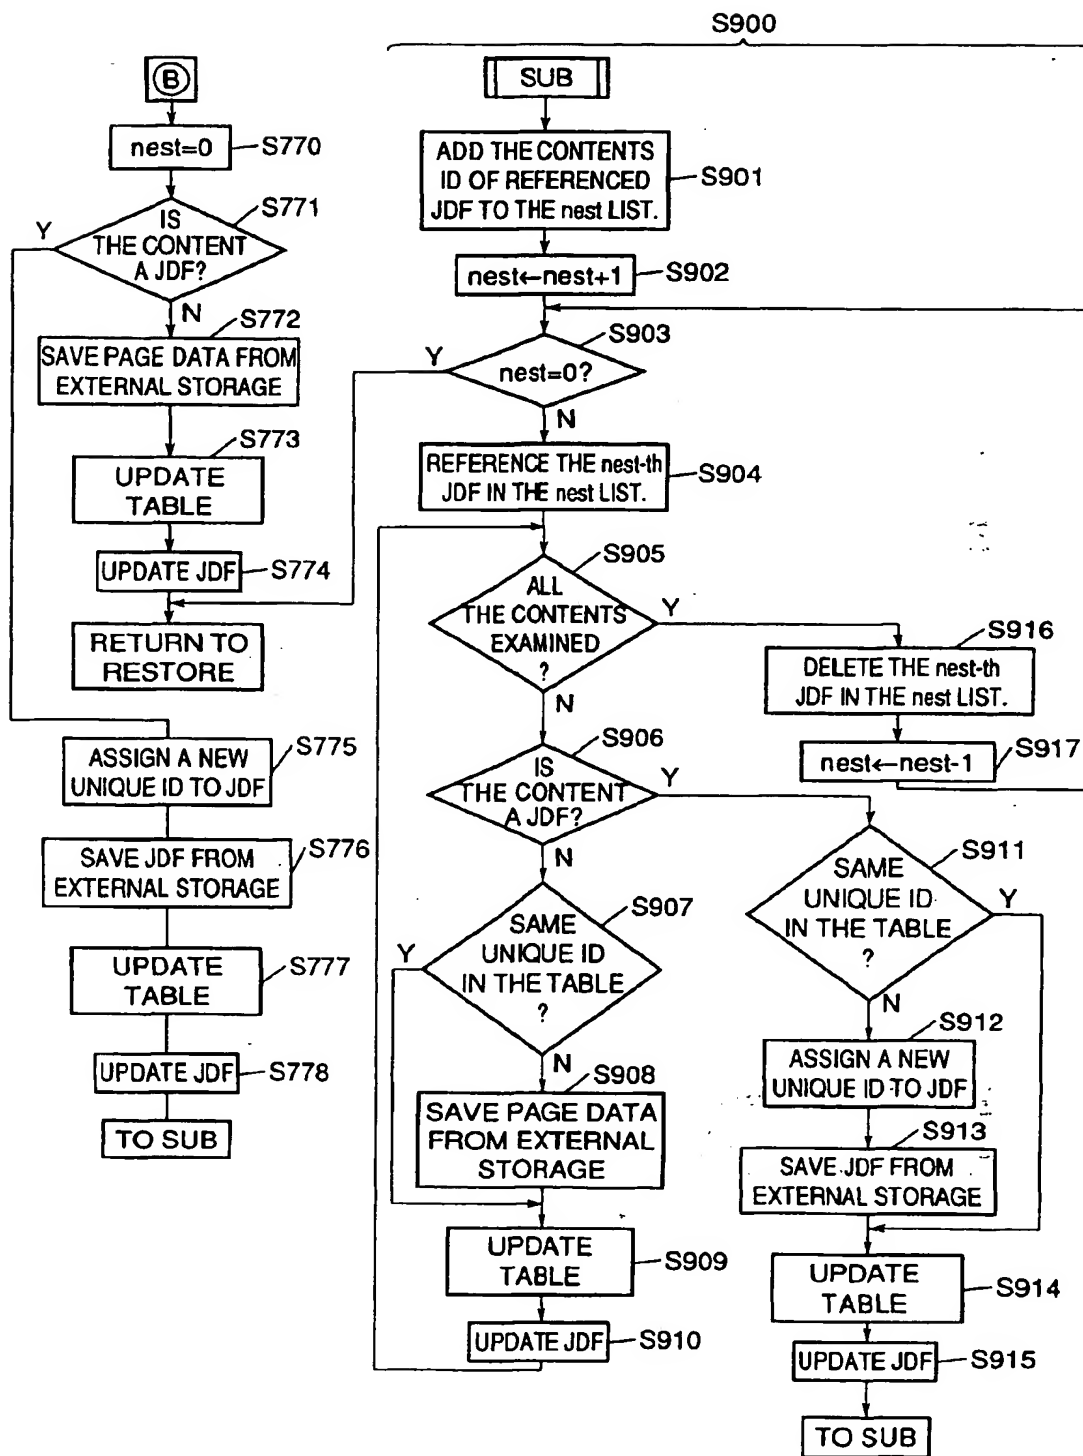 S900
B
nest=0
S770
IS
THE CONTENT
A JDF?
S771
Y
N
S772
SAVE PAGE DATA FROM
EXTERNAL STORAGE
S773
UPDATE
TABLE
UPDATE JDF
S774
RETURN TO
RESTORE
ASSIGN A NEW
UNIQUE ID TO JDF
S775
SAVE JDF FROM
EXTERNAL STORAGE
S776
UPDATE
TABLE
S777
UPDATE JDF
S778
TO SUB
SUB
ADD THE CONTENTS
ID OF REFERENCED
JDF TO THE nest LIST.
S901
nest←nest+1
S902
S903
Y
nest=0?
N
REFERENCE THE nest-th
JDF IN THE nest LIST.
S904
S905
ALL
THE CONTENTS
EXAMINED
?
Y
N
S916
DELETE THE nest-th
JDF IN THE nest LIST.
nest←nest-1
S917
S906
IS
THE CONTENT
A JDF?
Y
N
S907
SAME
UNIQUE ID
IN THE TABLE
?
Y
N
S908
SAVE PAGE DATA
FROM EXTERNAL
STORAGE
UPDATE
TABLE
S909
UPDATE JDF
S910
S911
SAME
UNIQUE ID
IN THE TABLE
?
Y
N
S912
ASSIGN A NEW
UNIQUE ID TO JDF
S913
SAVE JDF FROM
EXTERNAL STORAGE
UPDATE
TABLE
S914
UPDATE JDF
S915
TO SUB